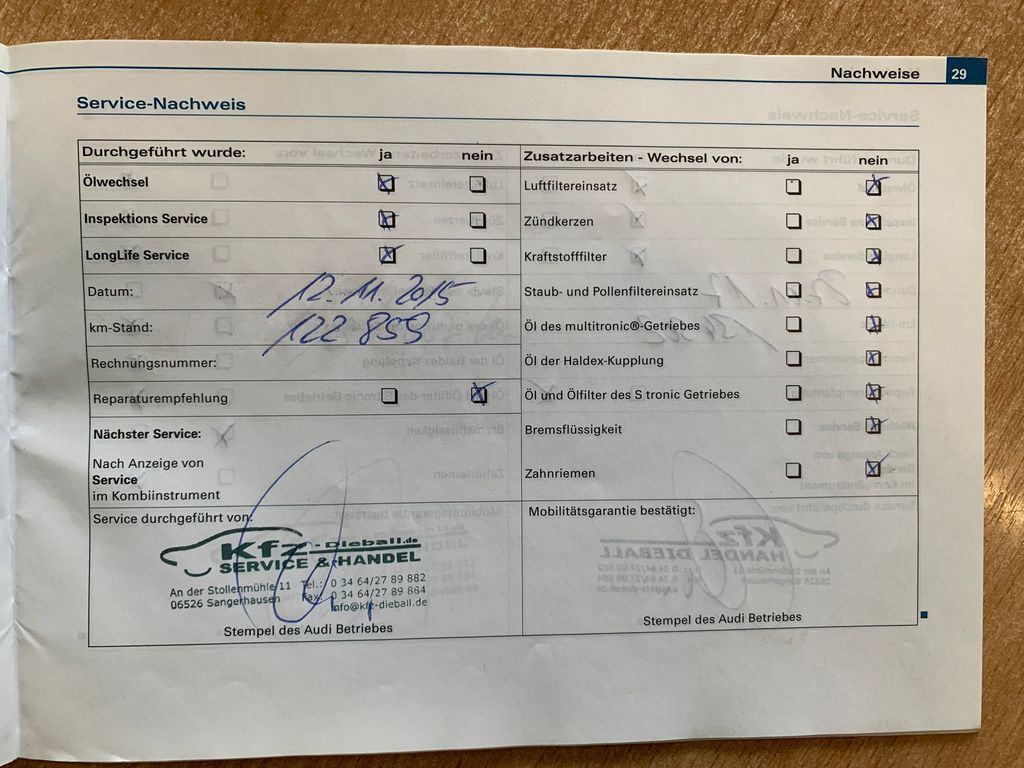 Nachweise 29
Service-Nachweis
Durchgeführt wurde: ja nein
Ölwechsel
Inspektions Service
LongLife Service
Datum: 12.11.2015
km-Stand: 122 859
Rechnungsnummer:
Reparaturempfehlung
Nächster Service:
Nach Anzeige von
Service
im Kombiinstrument
Service durchgeführt von:
Kfz-Dieball.de
SERVICE & HANDEL
An der Stollenmühle 11 Tel.: 0 34 64/27 89 882
06526 Sangerhausen Fax: 0 34 64/27 89 884
info@kfz-dieball.de
Stempel des Audi Betriebes
Zusatzarbeiten - Wechsel von: ja nein
Luftfiltereinsatz
Zündkerzen
Kraftstofffilter
Staub- und Pollenfiltereinsatz
Öl des multitronic®-Getriebes
Öl der Haldex-Kupplung
Öl und Ölfilter des S tronic Getriebes
Bremsflüssigkeit
Zahnriemen
Mobilitätsgarantie bestätigt:
Stempel des Audi Betriebes